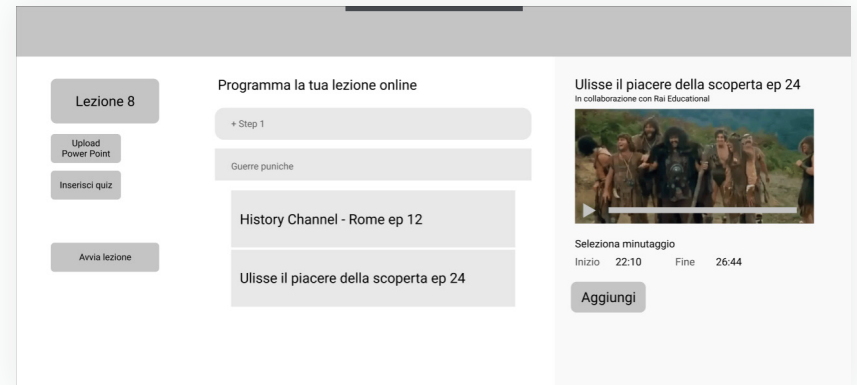 Lezione 8
Upload
Power Point
Inserisci quiz
Avvia lezione
Programma la tua lezione online
+ Step 1
Guerre puniche
History Channel - Rome ep 12
Ulisse il piacere della scoperta ep 24
Ulisse il piacere della scoperta ep 24
In collaborazione con Rai Educational
Seleziona minutaggio
Inizio 22:10 Fine 26:44
Aggiungi